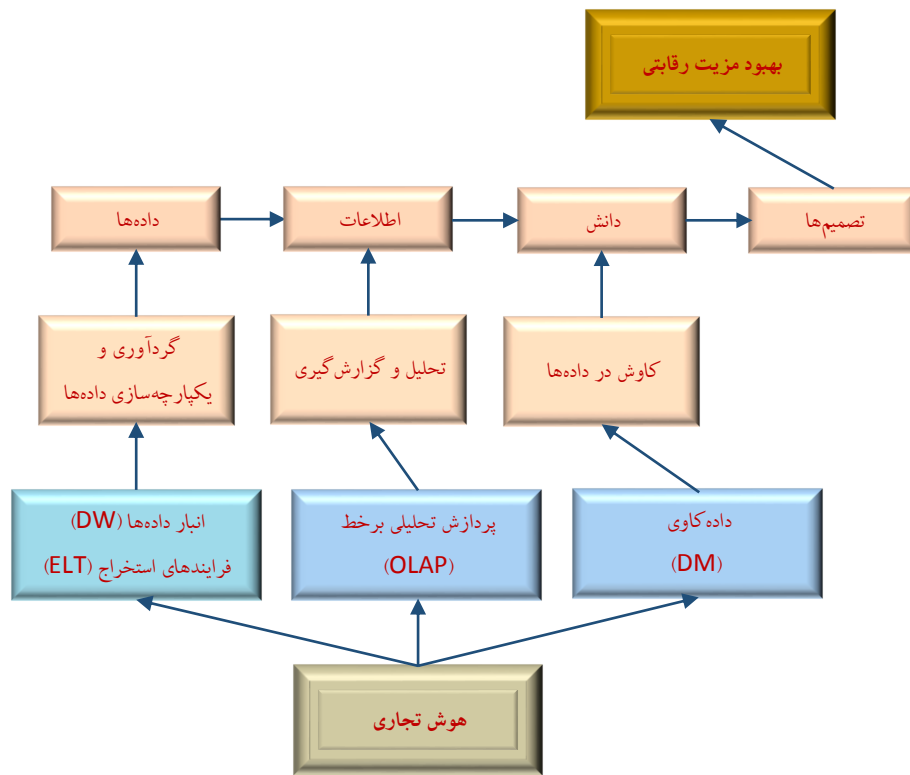 بهبود مزیت رقابتی
داده‌ها
اطلاعات
دانش
تصمیم‌ها
گردآوری و
یکپارچه‌سازی داده‌ها
تحلیل و گزارش‌گیری
کاوش در داده‌ها
انبار داده‌ها (DW)
فرایندهای استخراج (ELT)
پردازش تحلیلی برخط
(OLAP)
داده‌کاوی
(DM)
هوش تجاری